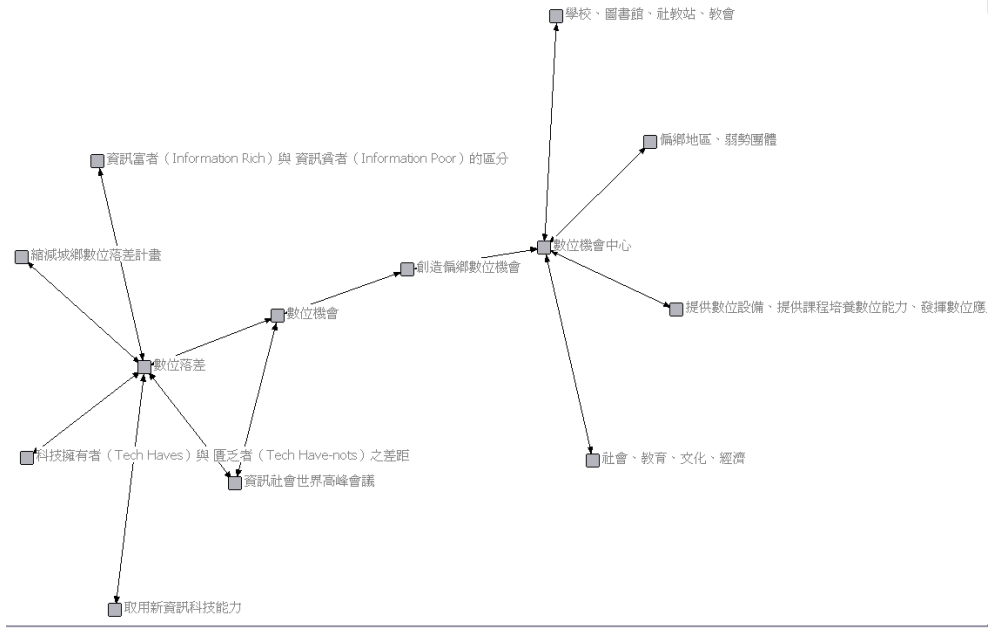 學校、圖書館、社教站、教會
偏鄉地區、弱勢團體
資訊富者（Information Rich）與 資訊貧者（Information Poor）的區分
數位機會中心
縮減城鄉數位落差計畫
創造偏鄉數位機會
提供數位設備、提供課程培養數位能力、發揮數位應
數位機會
數位落差
科技擁有者（Tech Haves）與 匱乏者（Tech Have-nots）之差距
社會、教育、文化、經濟
資訊社會世界高峰會議
取用新資訊科技能力